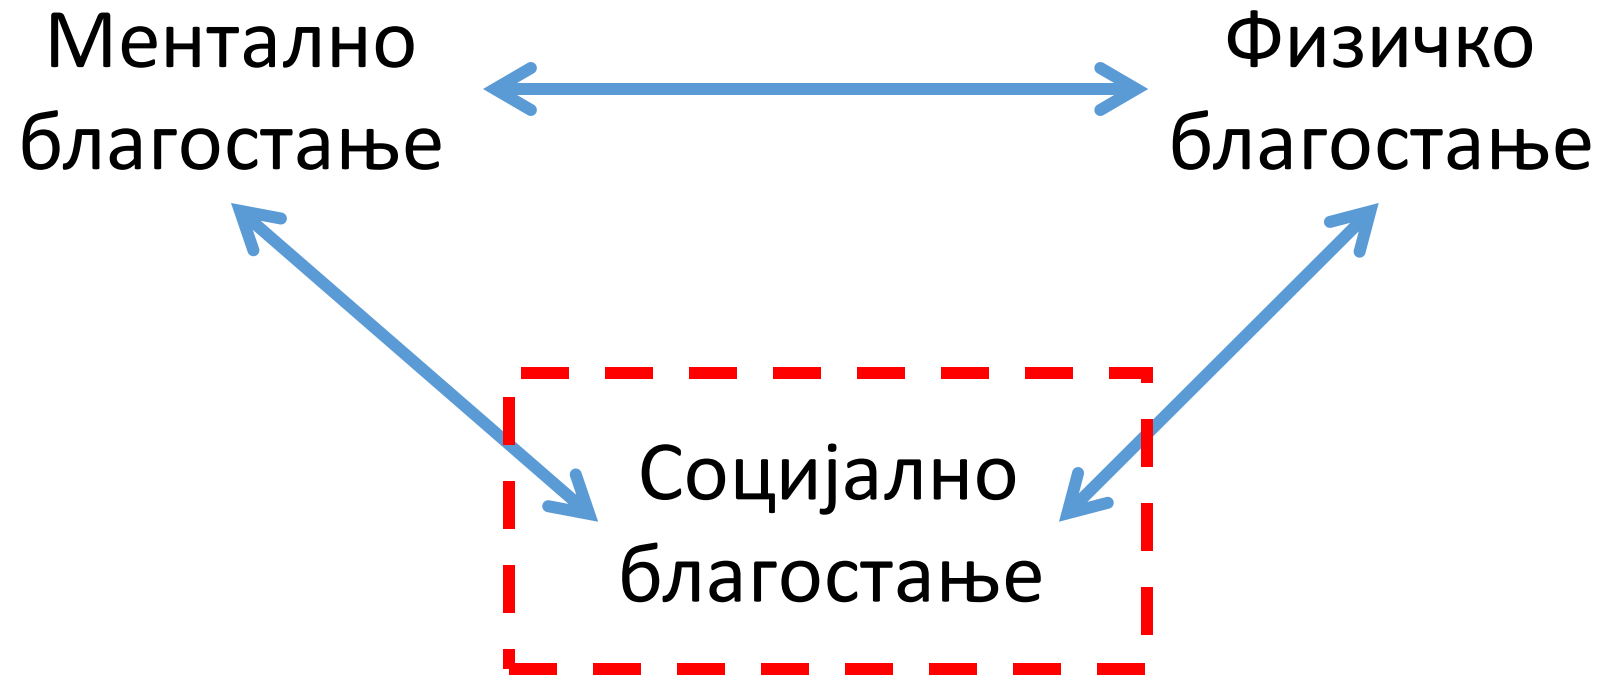 Ментално
благостање
Физичко
благостање
Социјално
благостање